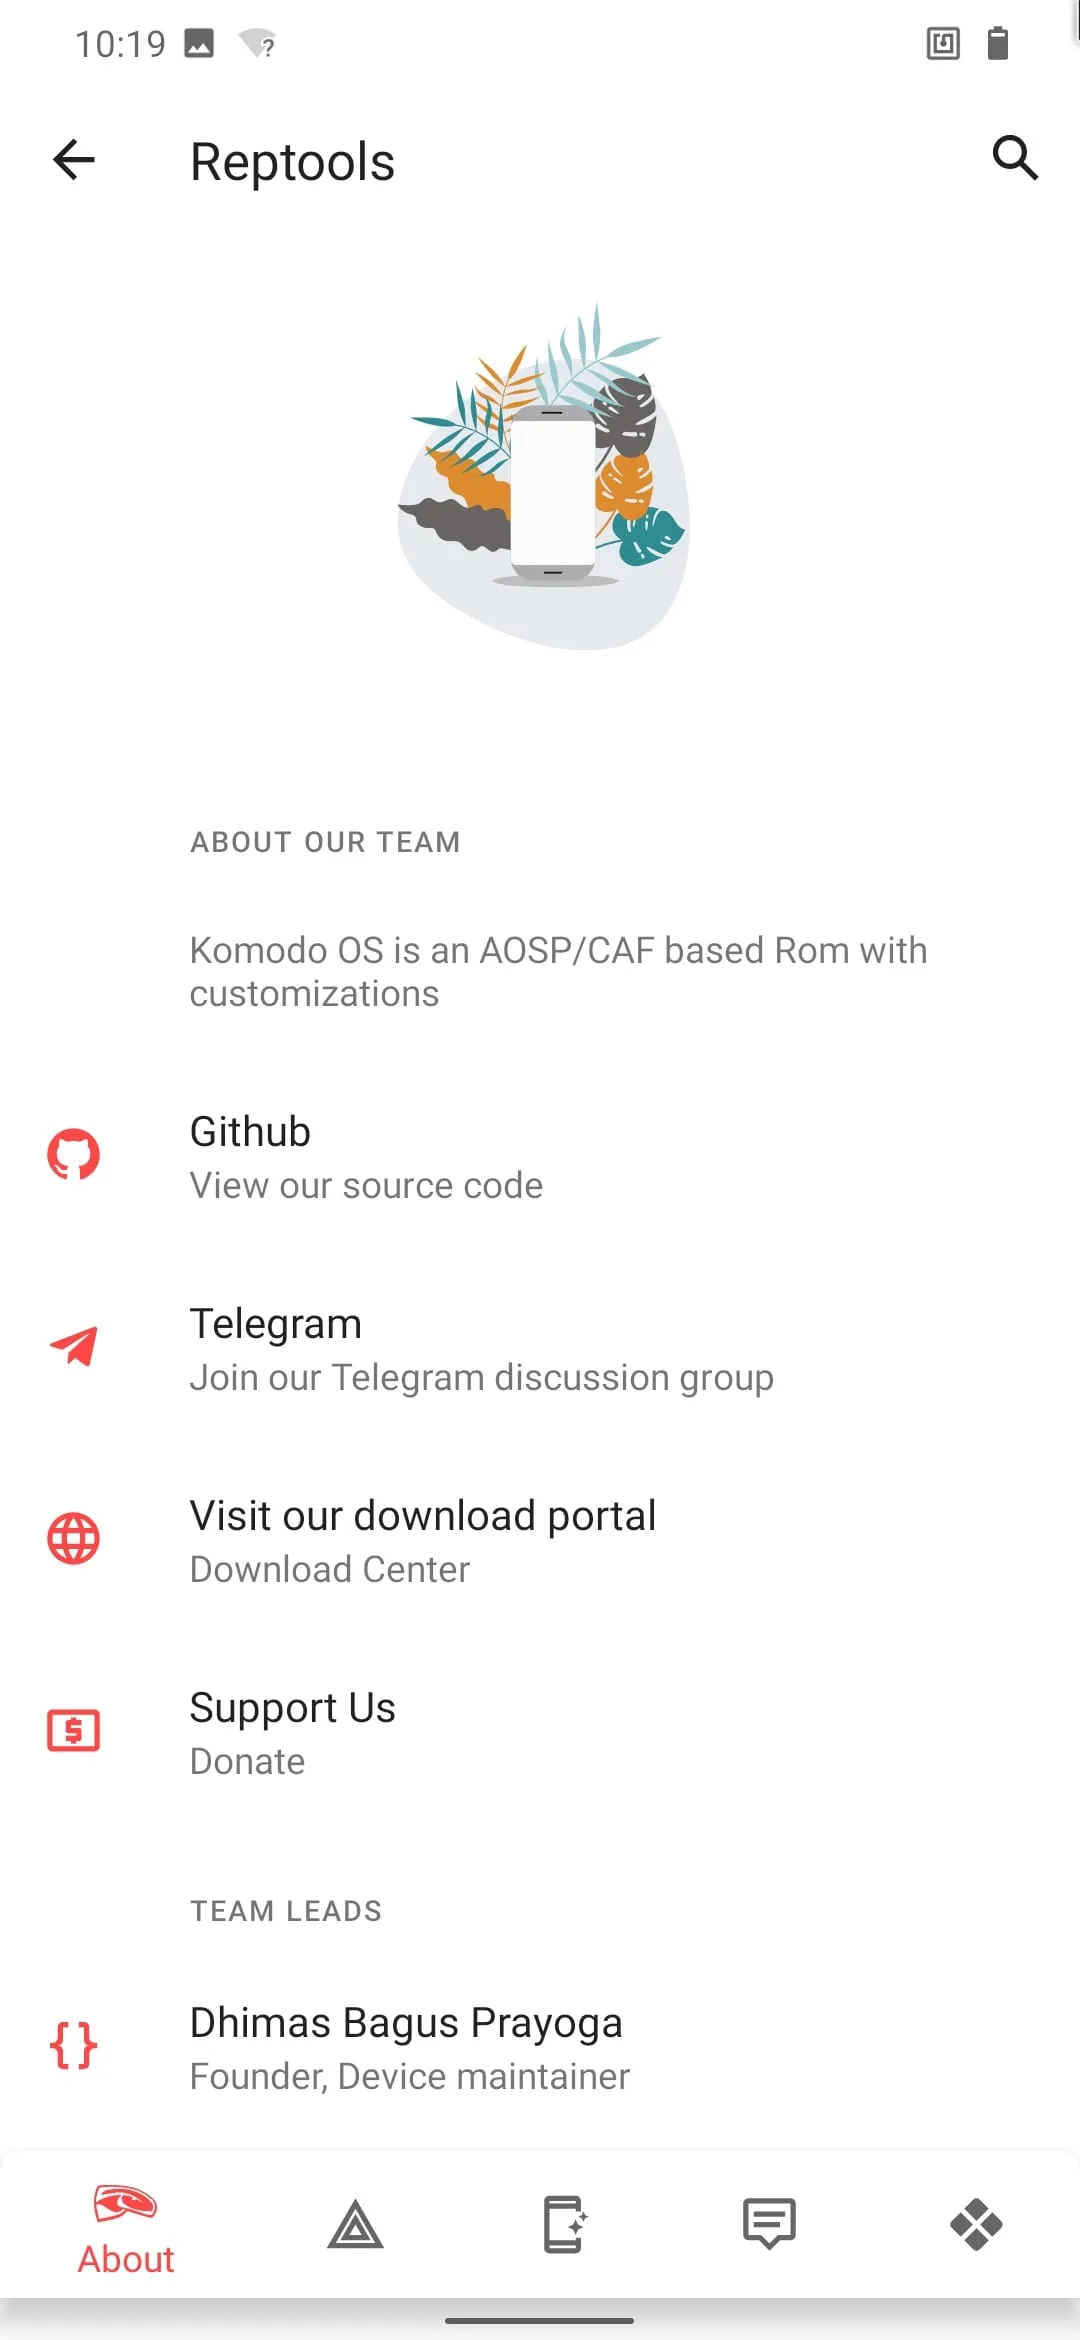 10:19
Reptools
ABOUT OUR TEAM
Komodo OS is an AOSP/CAF based Rom with
customizations
Github
View our source code
Telegram
Join our Telegram discussion group
Visit our download portal
Download Center
Support Us
Donate
TEAM LEADS
Dhimas Bagus Prayoga
Founder, Device maintainer
About